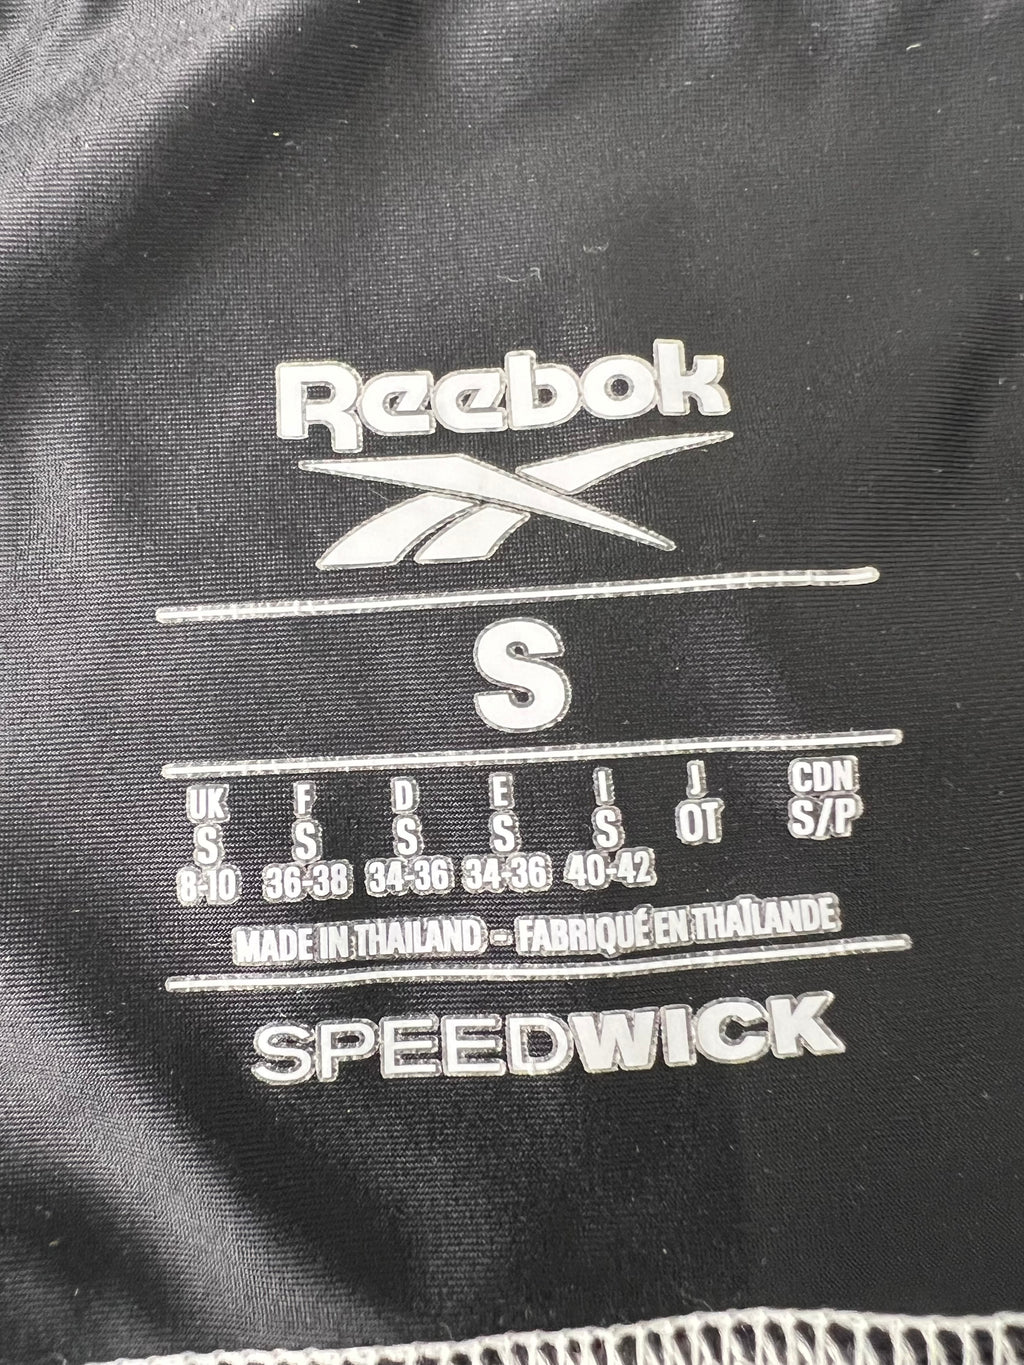 Reebok
S
UK F D E I J CDN
S S S S S OT S/P
8-10 36-38 34-36 34-36 40-42
MADE IN THAILAND - FABRIQUÉ EN THAÏLANDE
SPEEDWICK